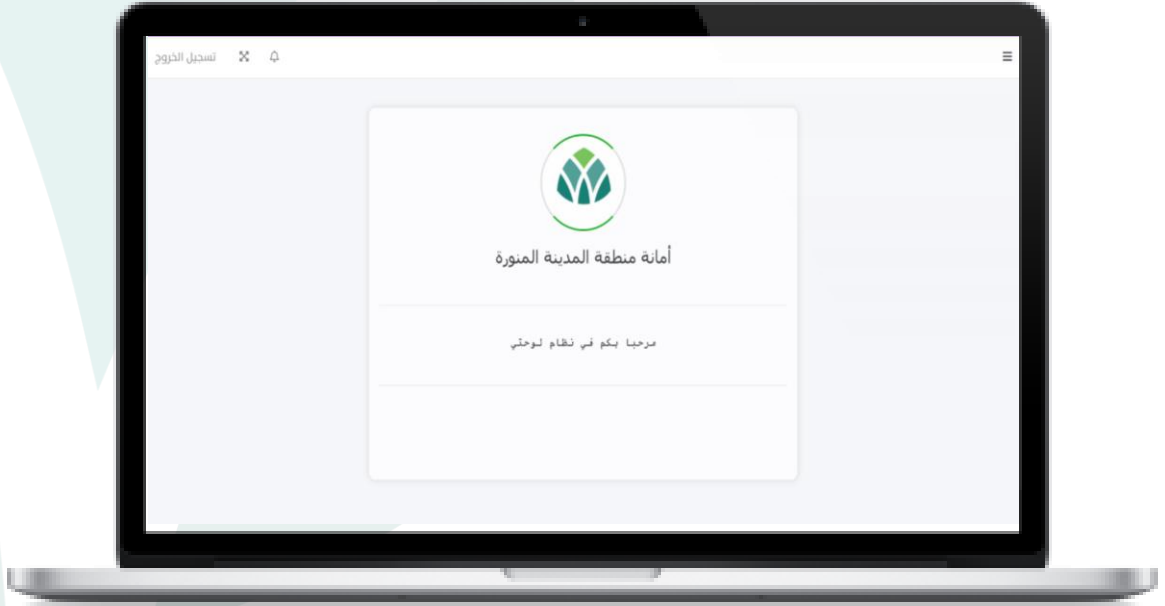 تسجيل الخروج
أمانة منطقة المدينة المنورة
مرحبا بكم في نظام لوحتي